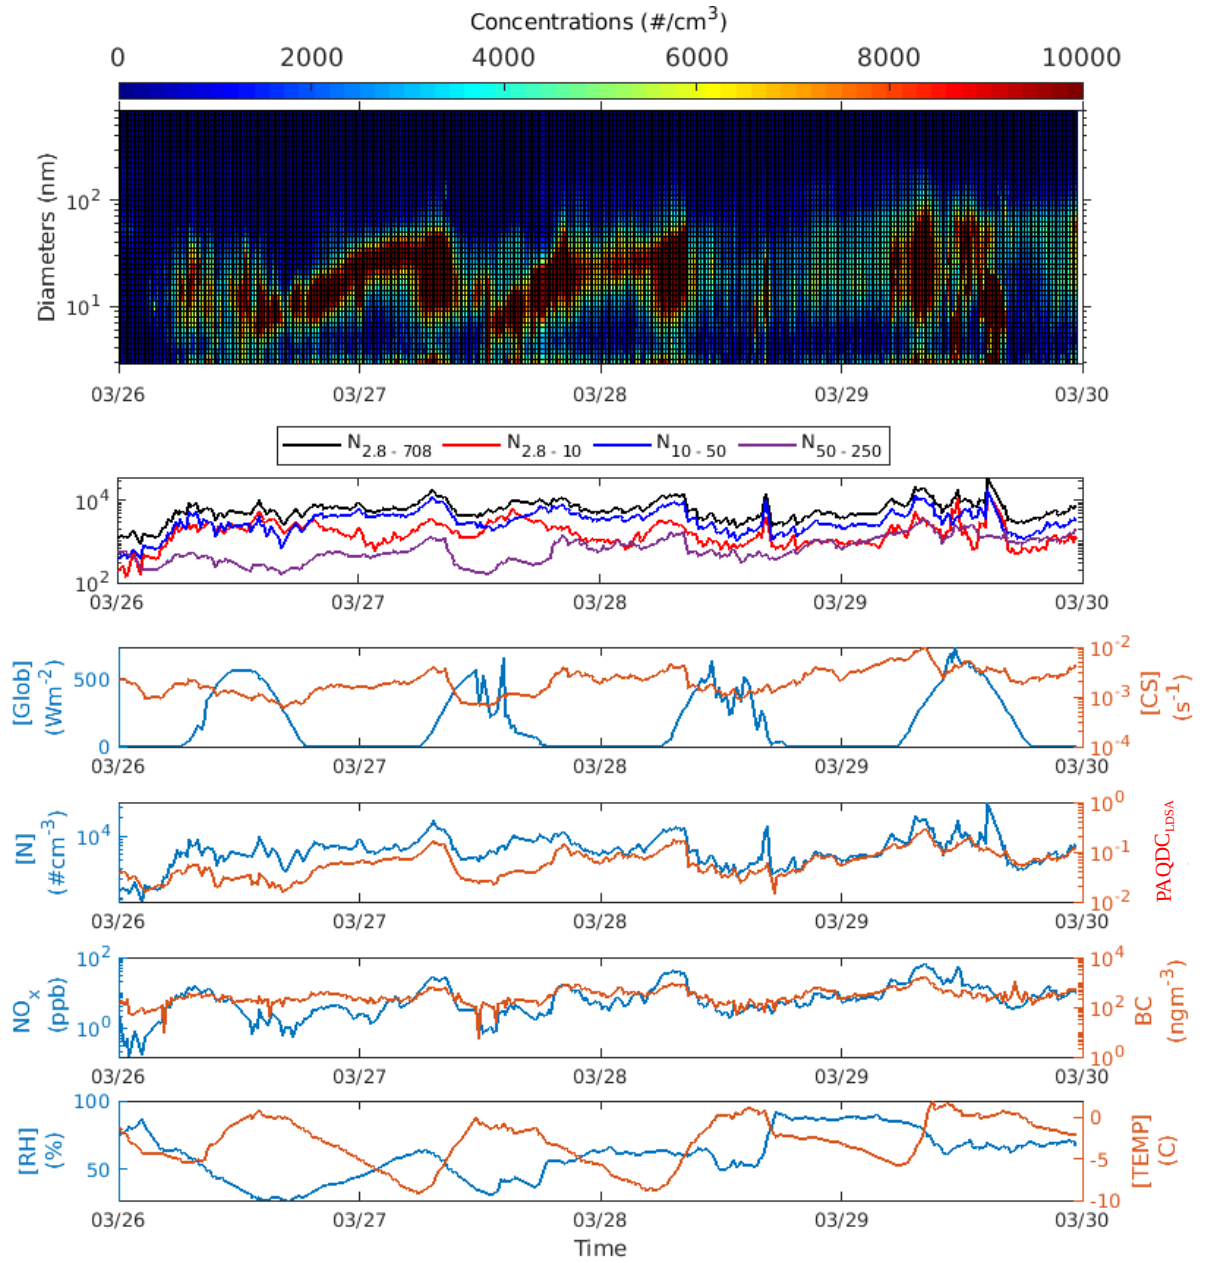 Concentrations (#/cm³)
0 2000 4000 6000 8000 10000
Diameters (nm)
10²
10¹
03/26 03/27 03/28 03/29 03/30
N2.8 - 708 N2.8 - 10 N10 - 50 N50 - 250
10⁴
10²
03/26 03/27 03/28 03/29 03/30
[Glob]
(Wm⁻²)
500
0
10⁻²
10⁻³
10⁻⁴
[CS]
(s⁻¹)
03/26 03/27 03/28 03/29 03/30
[N]
(#cm⁻³)
10⁴
10⁰
10⁻¹
10⁻²
PAQDC LDSA
03/26 03/27 03/28 03/29 03/30
NOx
(ppb)
10²
10⁰
10⁴
10²
10⁰
BC
(ngm⁻³)
03/26 03/27 03/28 03/29 03/30
[RH]
(%)
100
50
0
-5
-10
[TEMP]
(C)
03/26 03/27 03/28 03/29 03/30
Time